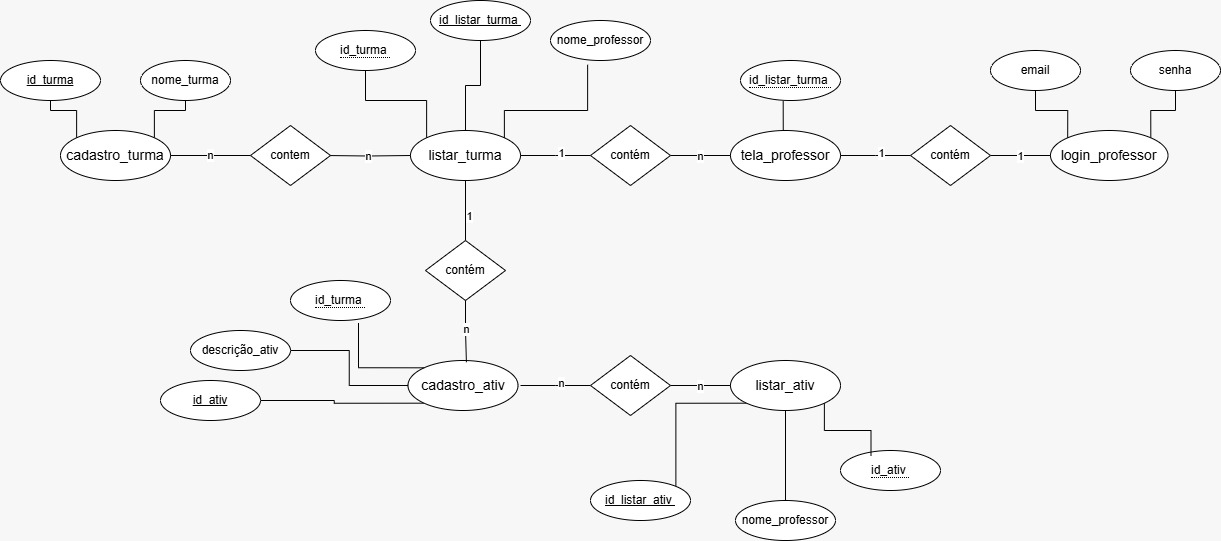 id_listar_turma
id_turma
nome_professor
id_turma
nome_turma
id_listar_turma
email
senha
cadastro_turma
n
contem
n
listar_turma
1
contém
n
tela_professor
1
contém
1
login_professor
1
contém
n
id_turma
descrição_ativ
id_ativ
cadastro_ativ
n
contém
n
listar_ativ
id_ativ
id_listar_ativ
nome_professor